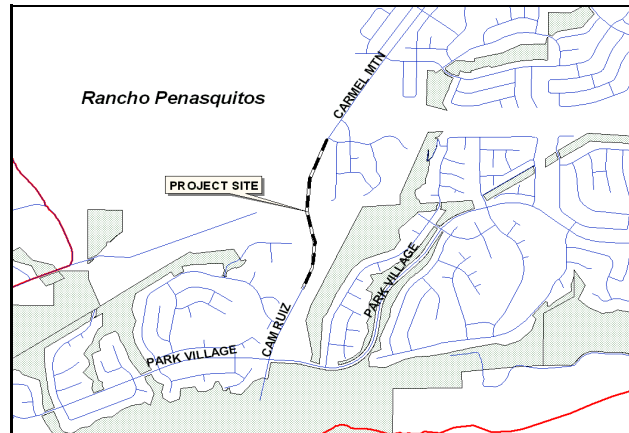 CARMEL MTN
Rancho Penasquitos
PROJECT SITE
PARK VILLAGE
CAM RUIZ
PARK VILLAGE